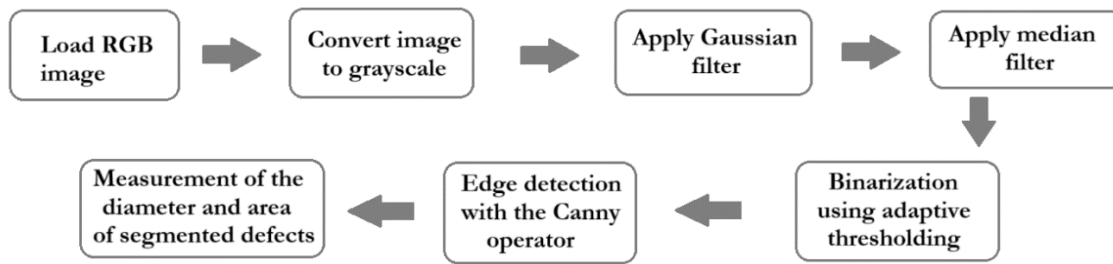 Load RGB
image
Convert image
to grayscale
Apply Gaussian
filter
Apply median
filter
Binarization
using adaptive
thresholding
Edge detection
with the Canny
operator
Measurement of the
diameter and area
of segmented defects